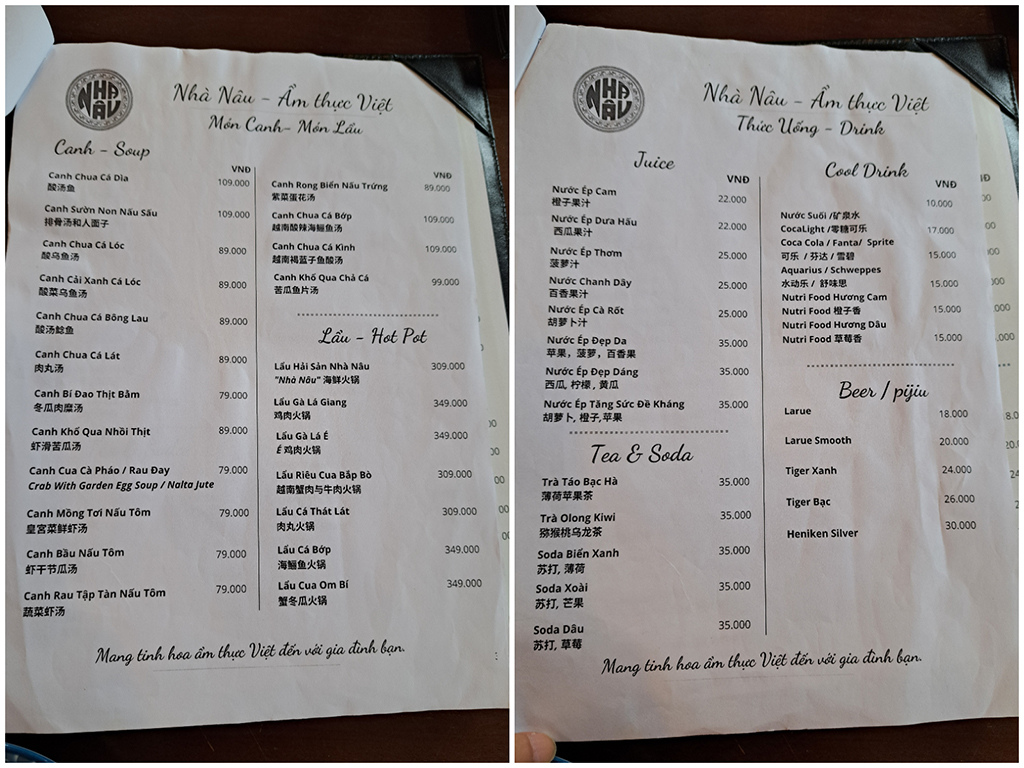 NHÀ NÂU
Nhà Nâu - Ẩm thực Việt
Món Canh- Món Lẩu
Canh - Soup
VNĐ
Canh Chua Cá Dìa 109.000
酸汤鱼
Canh Sườn Non Nấu Sấu 109.000
排骨汤和人面子
Canh Chua Cá Lóc 89.000
酸乌鱼汤
Canh Cải Xanh Cá Lóc 89.000
酸菜乌鱼汤
Canh Chua Cá Bông Lau 89.000
酸汤鲶鱼
Canh Chua Cá Lát 89.000
肉丸汤
Canh Bí Đao Thịt Bằm 79.000
冬瓜肉糜汤
Canh Khổ Qua Nhồi Thịt 89.000
虾滑苦瓜汤
Canh Cua Cà Pháo / Rau Đay 79.000
Crab With Garden Egg Soup / Nalta Jute
Canh Mồng Tơi Nấu Tôm 79.000
皇宫菜鲜虾汤
Canh Bầu Nấu Tôm 79.000
虾干节瓜汤
Canh Rau Tập Tàn Nấu Tôm 79.000
蔬菜虾汤
VNĐ
Canh Rong Biển Nấu Trứng 89.000
紫菜蛋花汤
Canh Chua Cá Bớp 109.000
越南酸辣海鲡鱼汤
Canh Chua Cá Kình 109.000
越南褐蓝子鱼酸汤
Canh Khổ Qua Chả Cá 99.000
苦瓜鱼片汤
Lẩu - Hot Pot
Lẩu Hải Sản Nhà Nâu 309.000
"Nhà Nâu" 海鲜火锅
Lẩu Gà Lá Giang 349.000
鸡肉火锅
Lẩu Gà Lá É 349.000
É 鸡肉火锅
Lẩu Riêu Cua Bắp Bò 309.000
越南蟹肉与牛肉火锅
Lẩu Cá Thát Lát 309.000
肉丸火锅
Lẩu Cá Bớp 349.000
海鲡鱼火锅
Lẩu Cua Om Bí 349.000
蟹冬瓜火锅
Mang tinh hoa ẩm thực Việt đến với gia đình bạn.
3
NHÀ NÂU
Nhà Nâu - Ẩm thực Việt
Thức Uống - Drink
Juice
VNĐ
Nước Ép Cam 22.000
橙子果汁
Nước Ép Dưa Hấu 22.000
西瓜果汁
Nước Ép Thơm 25.000
菠萝汁
Nước Chanh Dây 25.000
百香果汁
Nước Ép Cà Rốt 25.000
胡萝卜汁
Nước Ép Đẹp Da 35.000
苹果，菠萝，百香果
Nước Ép Đẹp Dáng 35.000
西瓜, 柠檬 , 黄瓜
Nước Ép Tăng Sức Đề Kháng 35.000
胡萝卜, 橙子,苹果
Tea & Soda
Trà Táo Bạc Hà 35.000
薄荷苹果茶
Trà Olong Kiwi 35.000
猕猴桃乌龙茶
Soda Biển Xanh 35.000
苏打, 薄荷
Soda Xoài 35.000
苏打, 芒果
Soda Dâu 35.000
苏打, 草莓
Cool Drink
VNĐ
10.000
Nước Suối /矿泉水
CocaLight / 零糖可乐 17.000
Coca Cola / Fanta/ Sprite
可乐 / 芬达 / 雪碧 15.000
Aquarius / Schweppes
水动乐 / 舒味思 15.000
Nutri Food Hương Cam
Nutri Food 橙子香 15.000
Nutri Food Hương Dâu
Nutri Food 草莓香 15.000
Beer / pijiu
Larue 18.000
Larue Smooth 20.000
Tiger Xanh 24.000
Tiger Bạc 26.000
Heniken Silver 30.000
Mang tinh hoa ẩm thực Việt đến với gia đình bạn.